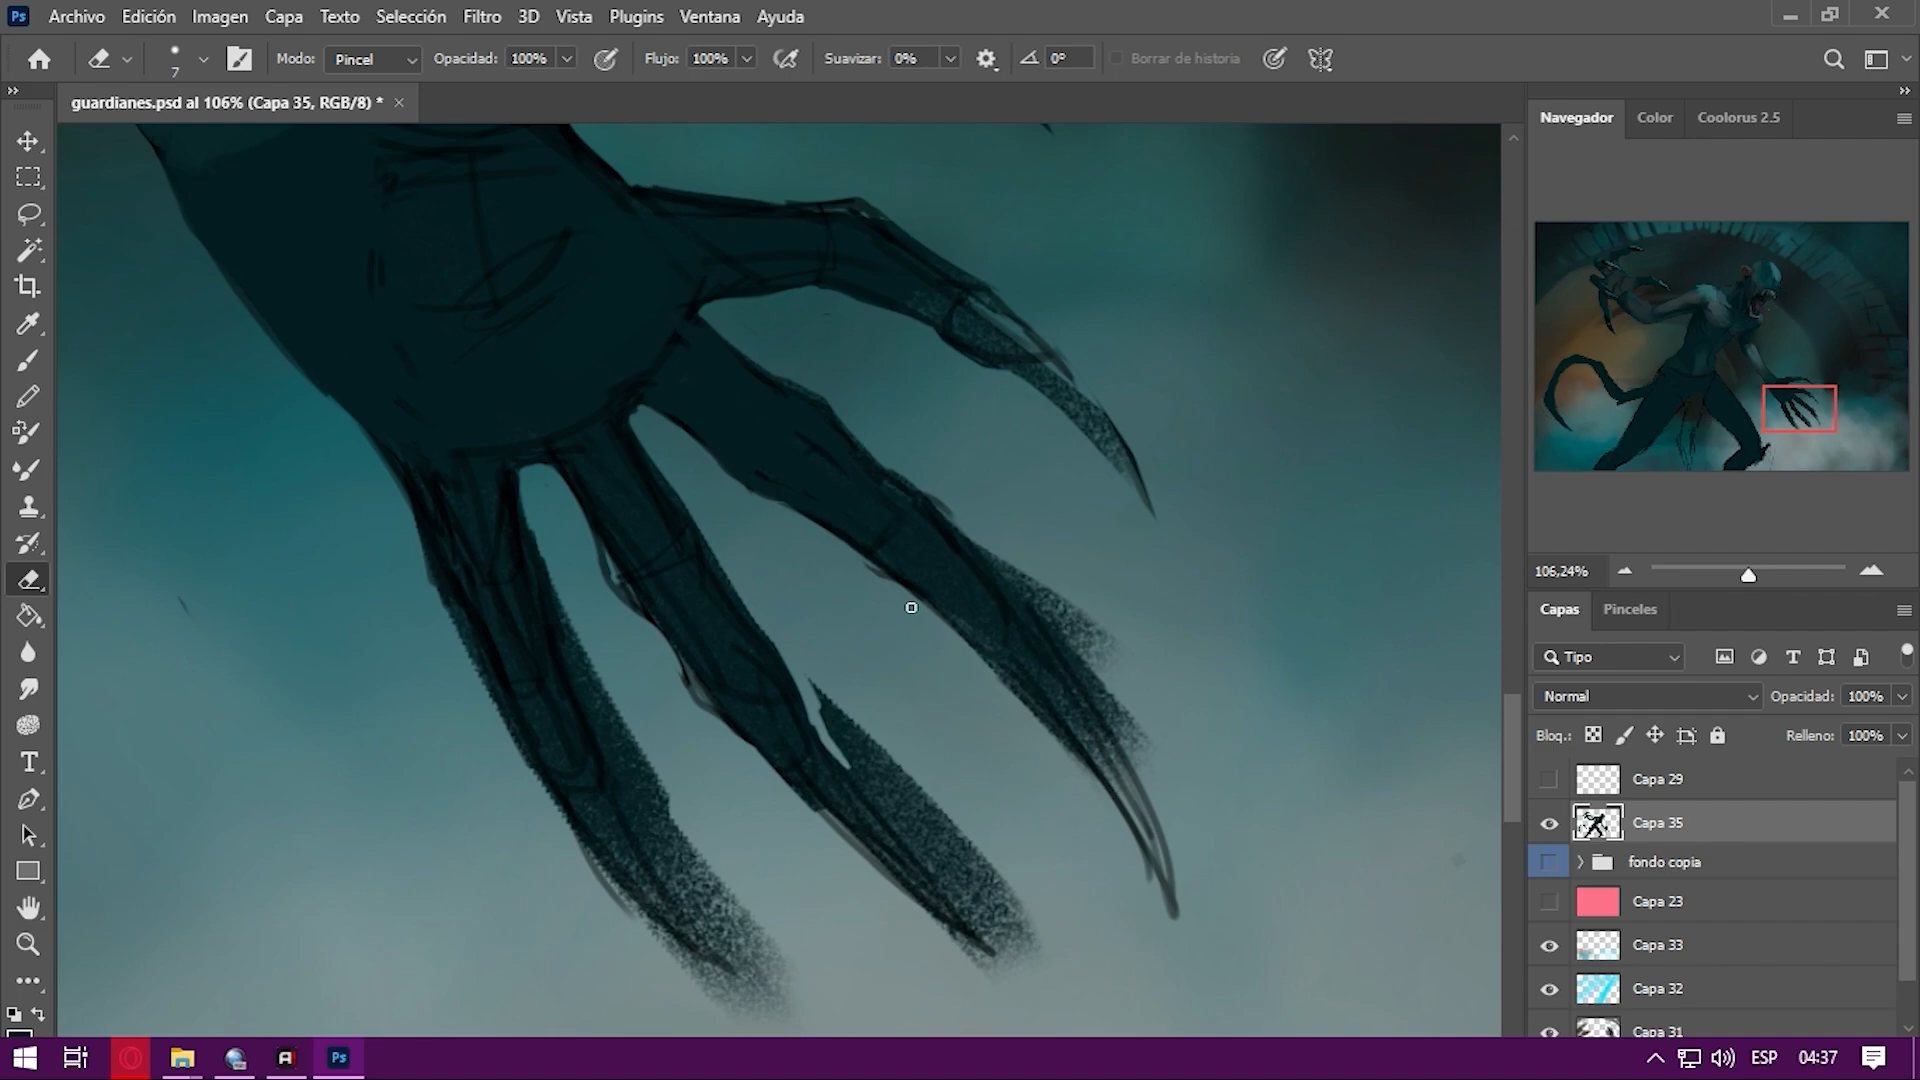 Ps Archivo Edición Imagen Capa Texto Selección Filtro 3D Vista Plugins Ventana Ayuda
7 Modo: Pincel Opacidad: 100% Flujo: 100% Suavizar: 0% 0° Borrar de historia
guardianes.psd al 106% (Capa 35, RGB/8) *
Navegador Color Coolorus 2.5
106,24%
Capas Pinceles
Tipo
Normal Opacidad: 100%
Bloq.: Relleno: 100%
Capa 29
Capa 35
fondo copia
Capa 23
Capa 33
Capa 32
Capa 31
Ps ESP 04:37